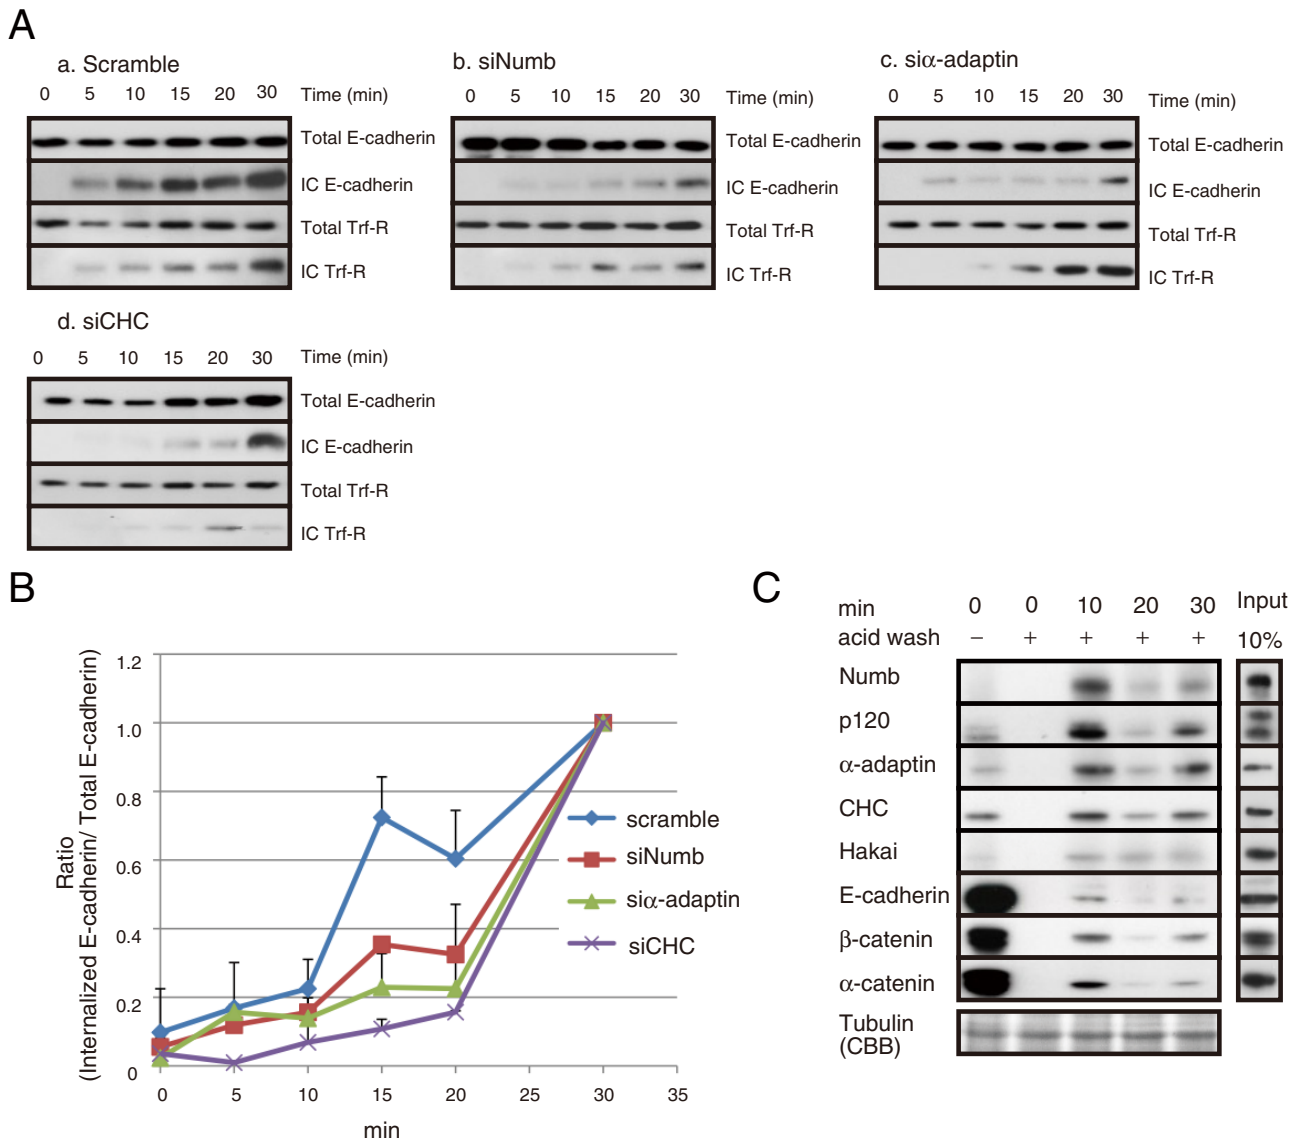 A
a. Scramble
0 5 10 15 20 30 Time (min)
Total E-cadherin
IC E-cadherin
Total Trf-R
IC Trf-R
b. siNumb
0 5 10 15 20 30 Time (min)
Total E-cadherin
IC E-cadherin
Total Trf-R
IC Trf-R
c. siα-adaptin
0 5 10 15 20 30 Time (min)
Total E-cadherin
IC E-cadherin
Total Trf-R
IC Trf-R
d. siCHC
0 5 10 15 20 30 Time (min)
Total E-cadherin
IC E-cadherin
Total Trf-R
IC Trf-R
B
Ratio
(Internalized E-cadherin/ Total E-cadherin)
1.2
1.0
0.8
0.6
0.4
0.2
0
0 5 10 15 20 25 30 35
min
scramble
siNumb
siα-adaptin
siCHC
C
min 0 0 10 20 30 Input
acid wash − + + + + 10%
Numb
p120
α-adaptin
CHC
Hakai
E-cadherin
β-catenin
α-catenin
Tubulin
(CBB)